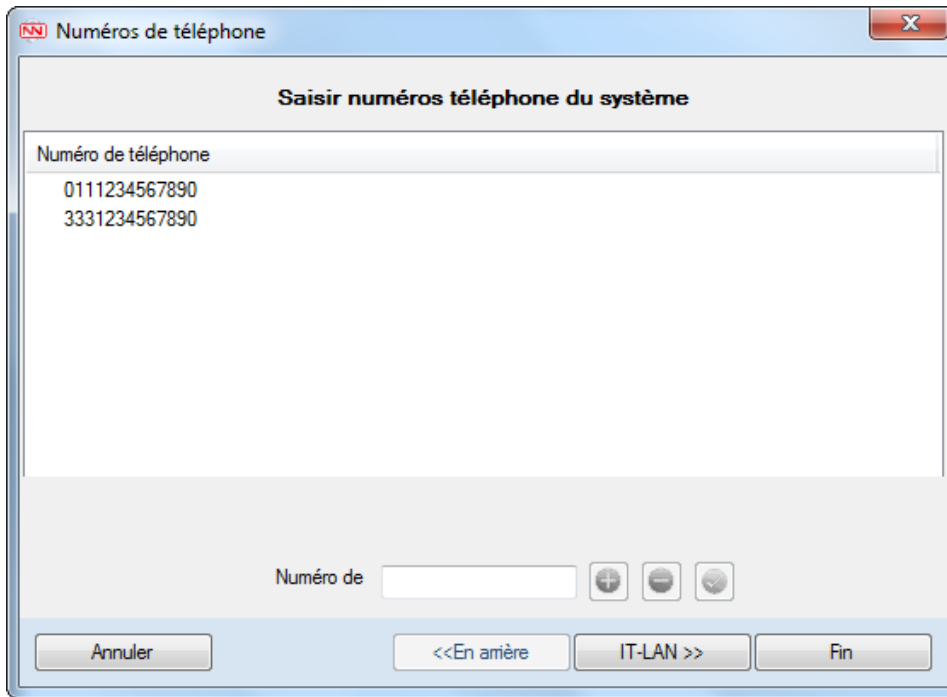 Numéros de téléphone
Saisir numéros téléphone du système
Numéro de téléphone
0111234567890
3331234567890
Numéro de
Annuler <<En arrière IT-LAN >> Fin